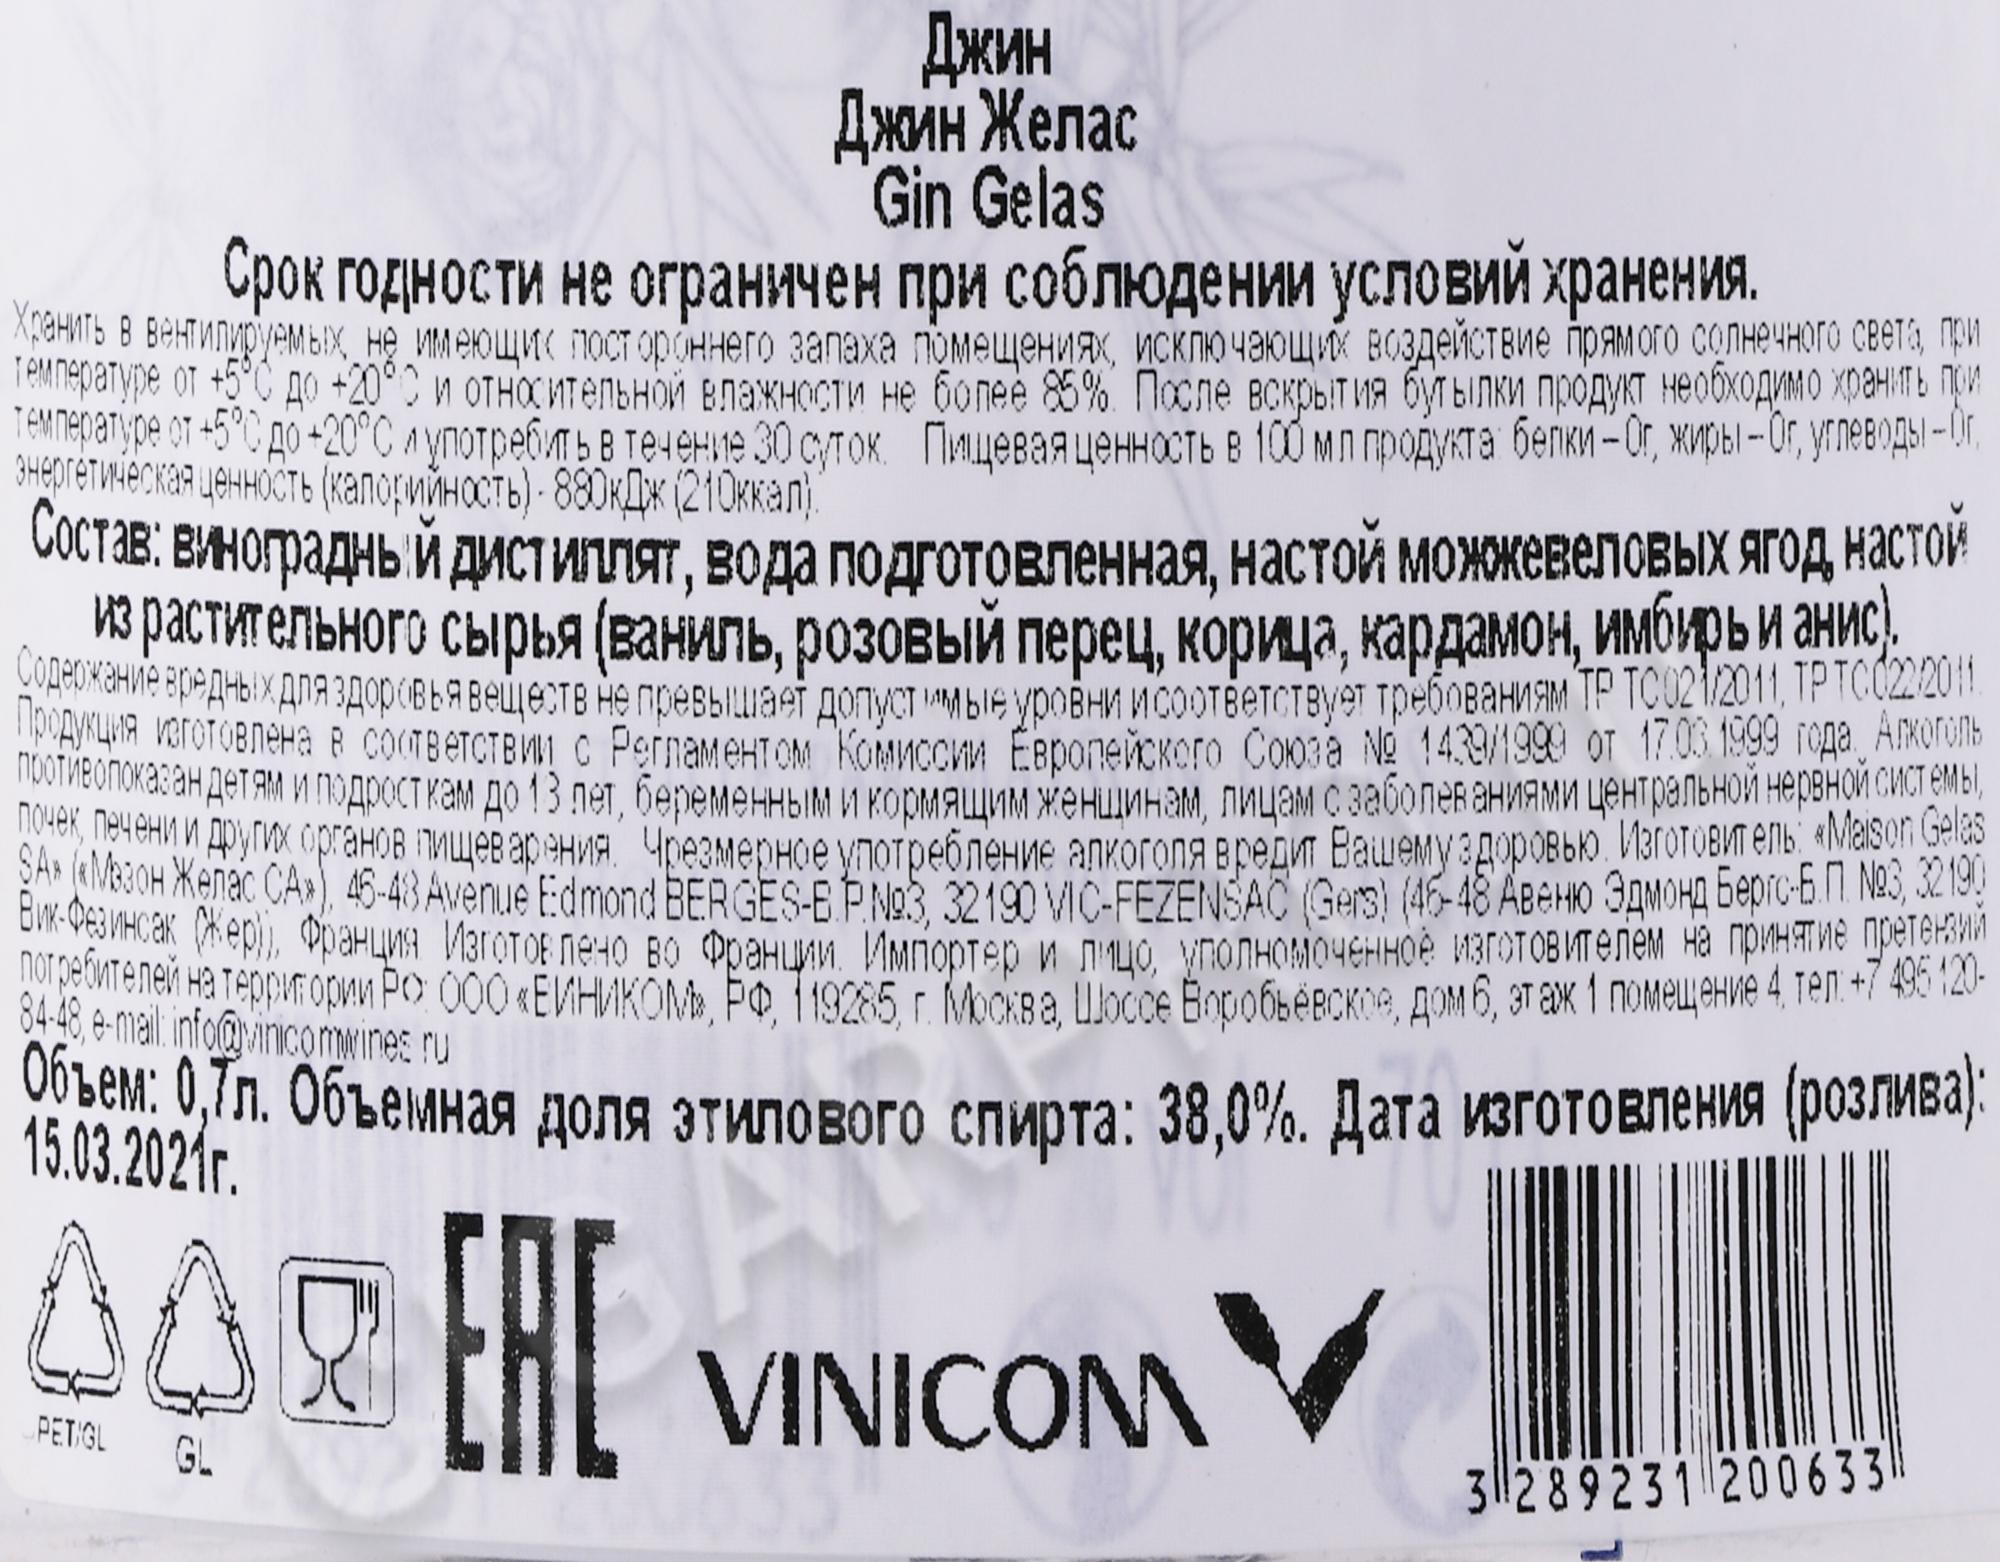 Джин
Джин Желас
Gin Gelas
Срок годности не ограничен при соблюдении условий хранения.
Хранить в вентилируемых, не имеющих постороннего запаха помещениях, исключающих воздействие прямого солнечного света, при
температуре от +5°С до +20°С и относительной влажности не более 85%. После вскрытия бутылки продукт необходимо хранить при
температуре от +5°С до +20°С и употребить в течение 30 суток. Пищевая ценность в 100 мл продукта: белки – 0г, жиры – 0г, углеводы – 0г,
энергетическая ценность (калорийность) - 880кДж (210ккал).
Состав: виноградный дистиллят, вода подготовленная, настой можжевеловых ягод, настой
из растительного сырья (ваниль, розовый перец, корица, кардамон, имбирь и анис).
Содержание вредных для здоровья веществ не превышает допустимые уровни и соответствует требованиям ТР ТС 021/2011, ТР ТС 022/2011.
Продукция изготовлена в соответствии с Регламентом Комиссии Европейского Союза № 1439/1999 от 17.06.1999 года. Алкоголь
противопоказан детям и подросткам до 18 лет, беременным и кормящим женщинам, лицам с заболеваниями центральной нервной системы,
почек, печени и других органов пищеварения. Чрезмерное употребление алкоголя вредит Вашему здоровью. Изготовитель: «Maison Gelas
SA» («Мэзон Желас СА»), 46-48 Avenue Edmond BERGES-B.P.№3, 32190 VIC-FEZENSAC (Gers) (46-48 Авеню Эдмонд Бергс-Б.П. №3, 32190
Вик-Фезинсак (Жер)), Франция. Изготовлено во Франции. Импортер и лицо, уполномоченное изготовителем на принятие претензий
потребителей на территории РФ: ООО «ВИНИКОМ», РФ, 119285, г. Москва, Шоссе Воробьёвское, дом 6, этаж 1 помещение 4, тел: +7 495 120-
84-48, e-mail: info@vinicomwines.ru
Объем: 0,7л. Объемная доля этилового спирта: 38,0%. Дата изготовления (розлива):
15.03.2021г.
PET/GL
GL
EAC
VINICOM
3 289231 200633
CIGARPRO.RU